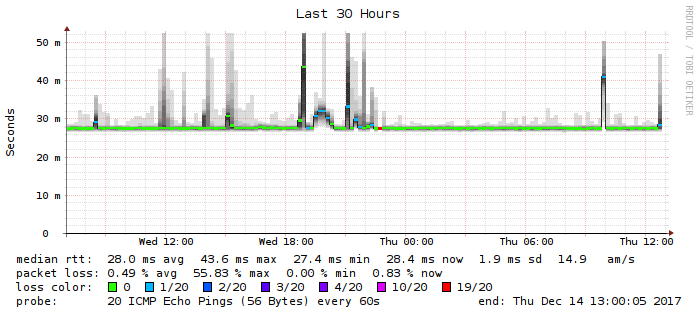 Last 30 Hours
RRDTOOL / TOBI OETIKER
Seconds
50 m
40 m
30 m
20 m
10 m
0
Wed 12:00 Wed 18:00 Thu 00:00 Thu 06:00 Thu 12:00
median rtt: 28.0 ms avg 43.6 ms max 27.4 ms min 28.4 ms now 1.9 ms sd 14.9 am/s
packet loss: 0.49 % avg 55.83 % max 0.00 % min 0.83 % now
loss color: 0 1/20 2/20 3/20 4/20 10/20 19/20
probe: 20 ICMP Echo Pings (56 Bytes) every 60s end: Thu Dec 14 13:00:05 2017